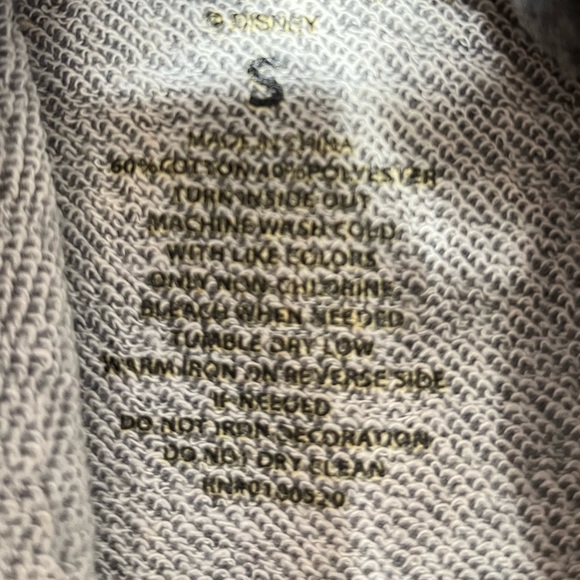 © DISNEY
S
MADE IN CHINA
60%COTTON 40%POLYESTER
TURN INSIDE OUT
MACHINE WASH COLD
WITH LIKE COLORS
ONLY NON-CHLORINE
BLEACH WHEN NEEDED
TUMBLE DRY LOW
WARM IRON ON REVERSE SIDE
IF NEEDED
DO NOT IRON DECORATION
DO NOT DRY CLEAN